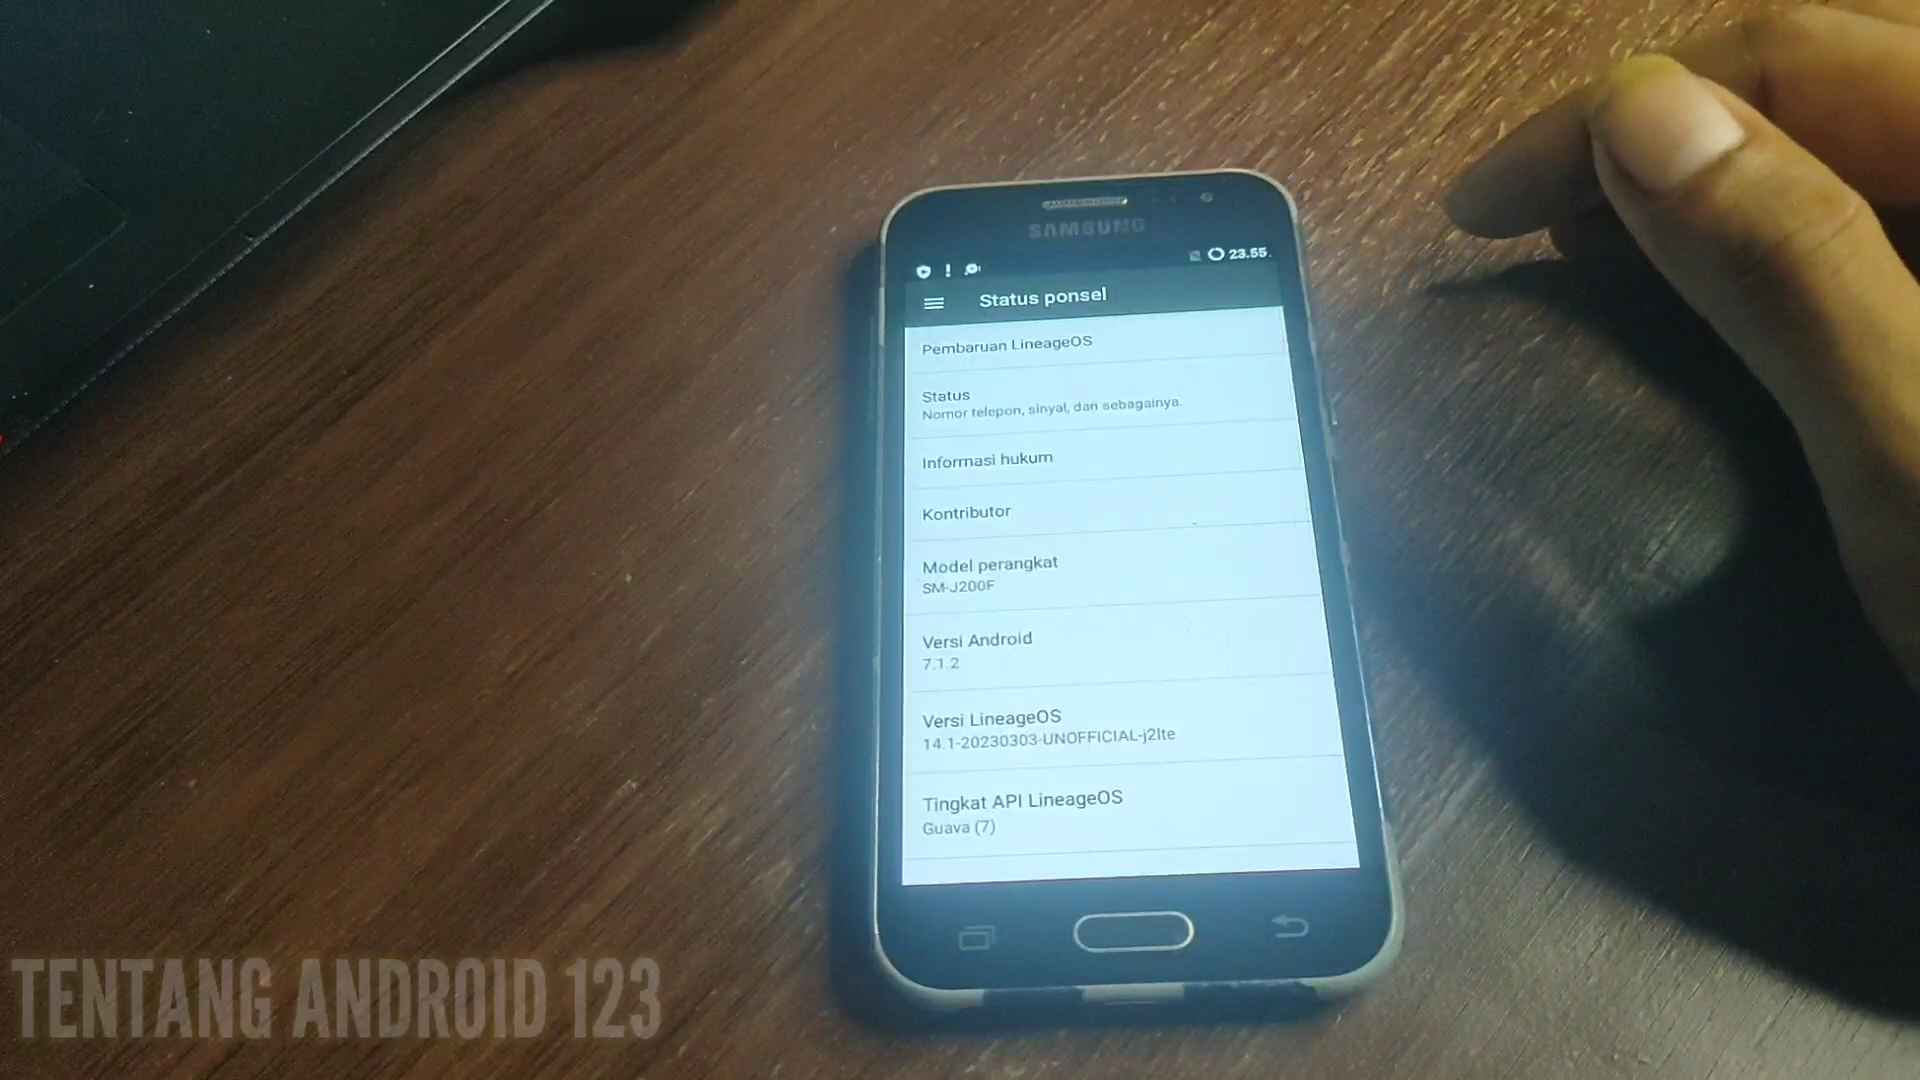 SAMSUNG
23.55
Status ponsel
Pembaruan LineageOS
Status
Nomor telepon, sinyal, dan sebagainya.
Informasi hukum
Kontributor
Model perangkat
SM-J200F
Versi Android
7.1.2
Versi LineageOS
14.1-20230303-UNOFFICIAL-j2lte
Tingkat API LineageOS
Guava (7)
TENTANG ANDROID 123